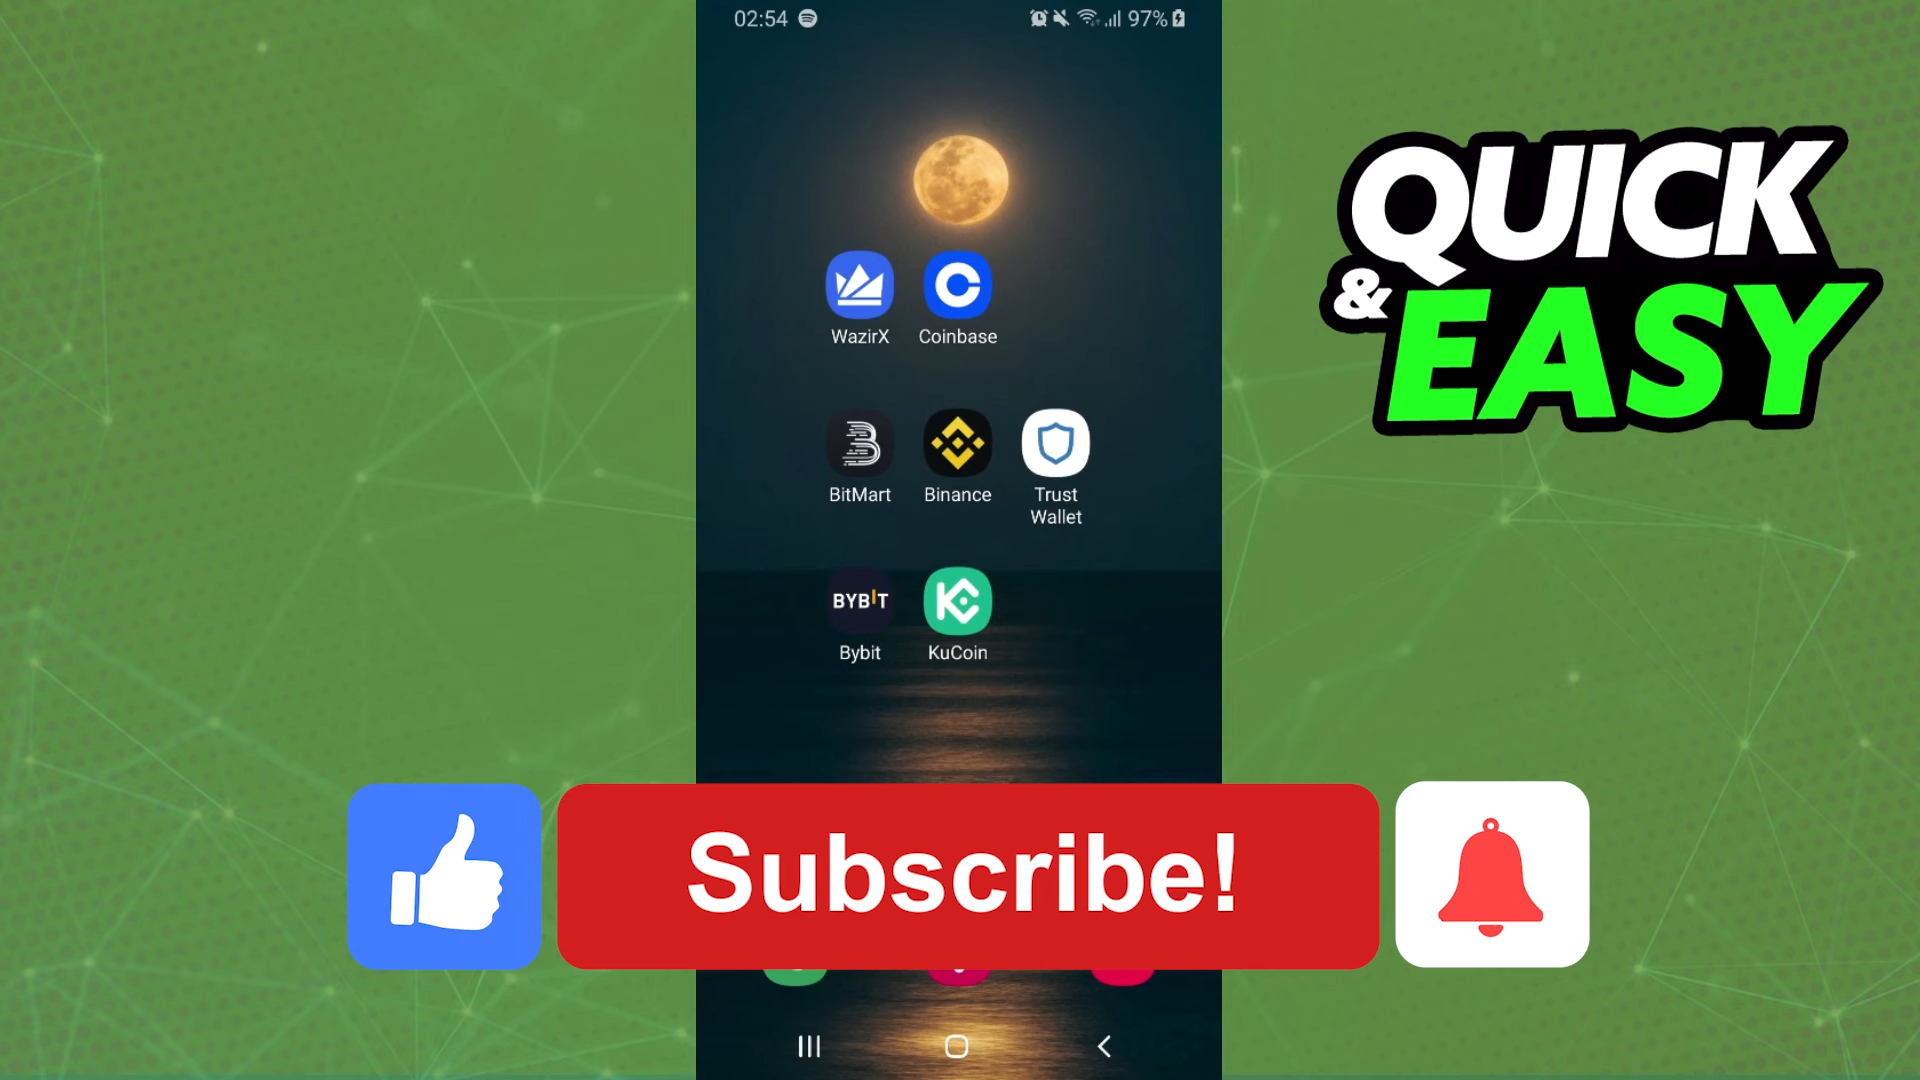 02:54
97%
QUICK
& EASY
WazirX
Coinbase
BitMart
Binance
Trust
Wallet
BYBIT
Bybit
KuCoin
Subscribe!